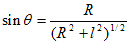 sin θ = R / (R² + l²)^{1/2}